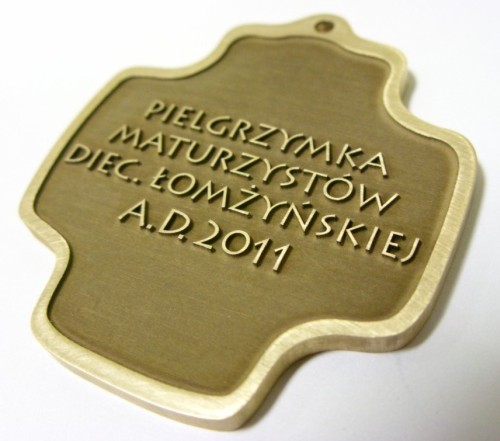 PIELGRZYMKA
MATURZYSTÓW
DIEC. ŁOMŻYŃSKIEJ
A.D. 2011